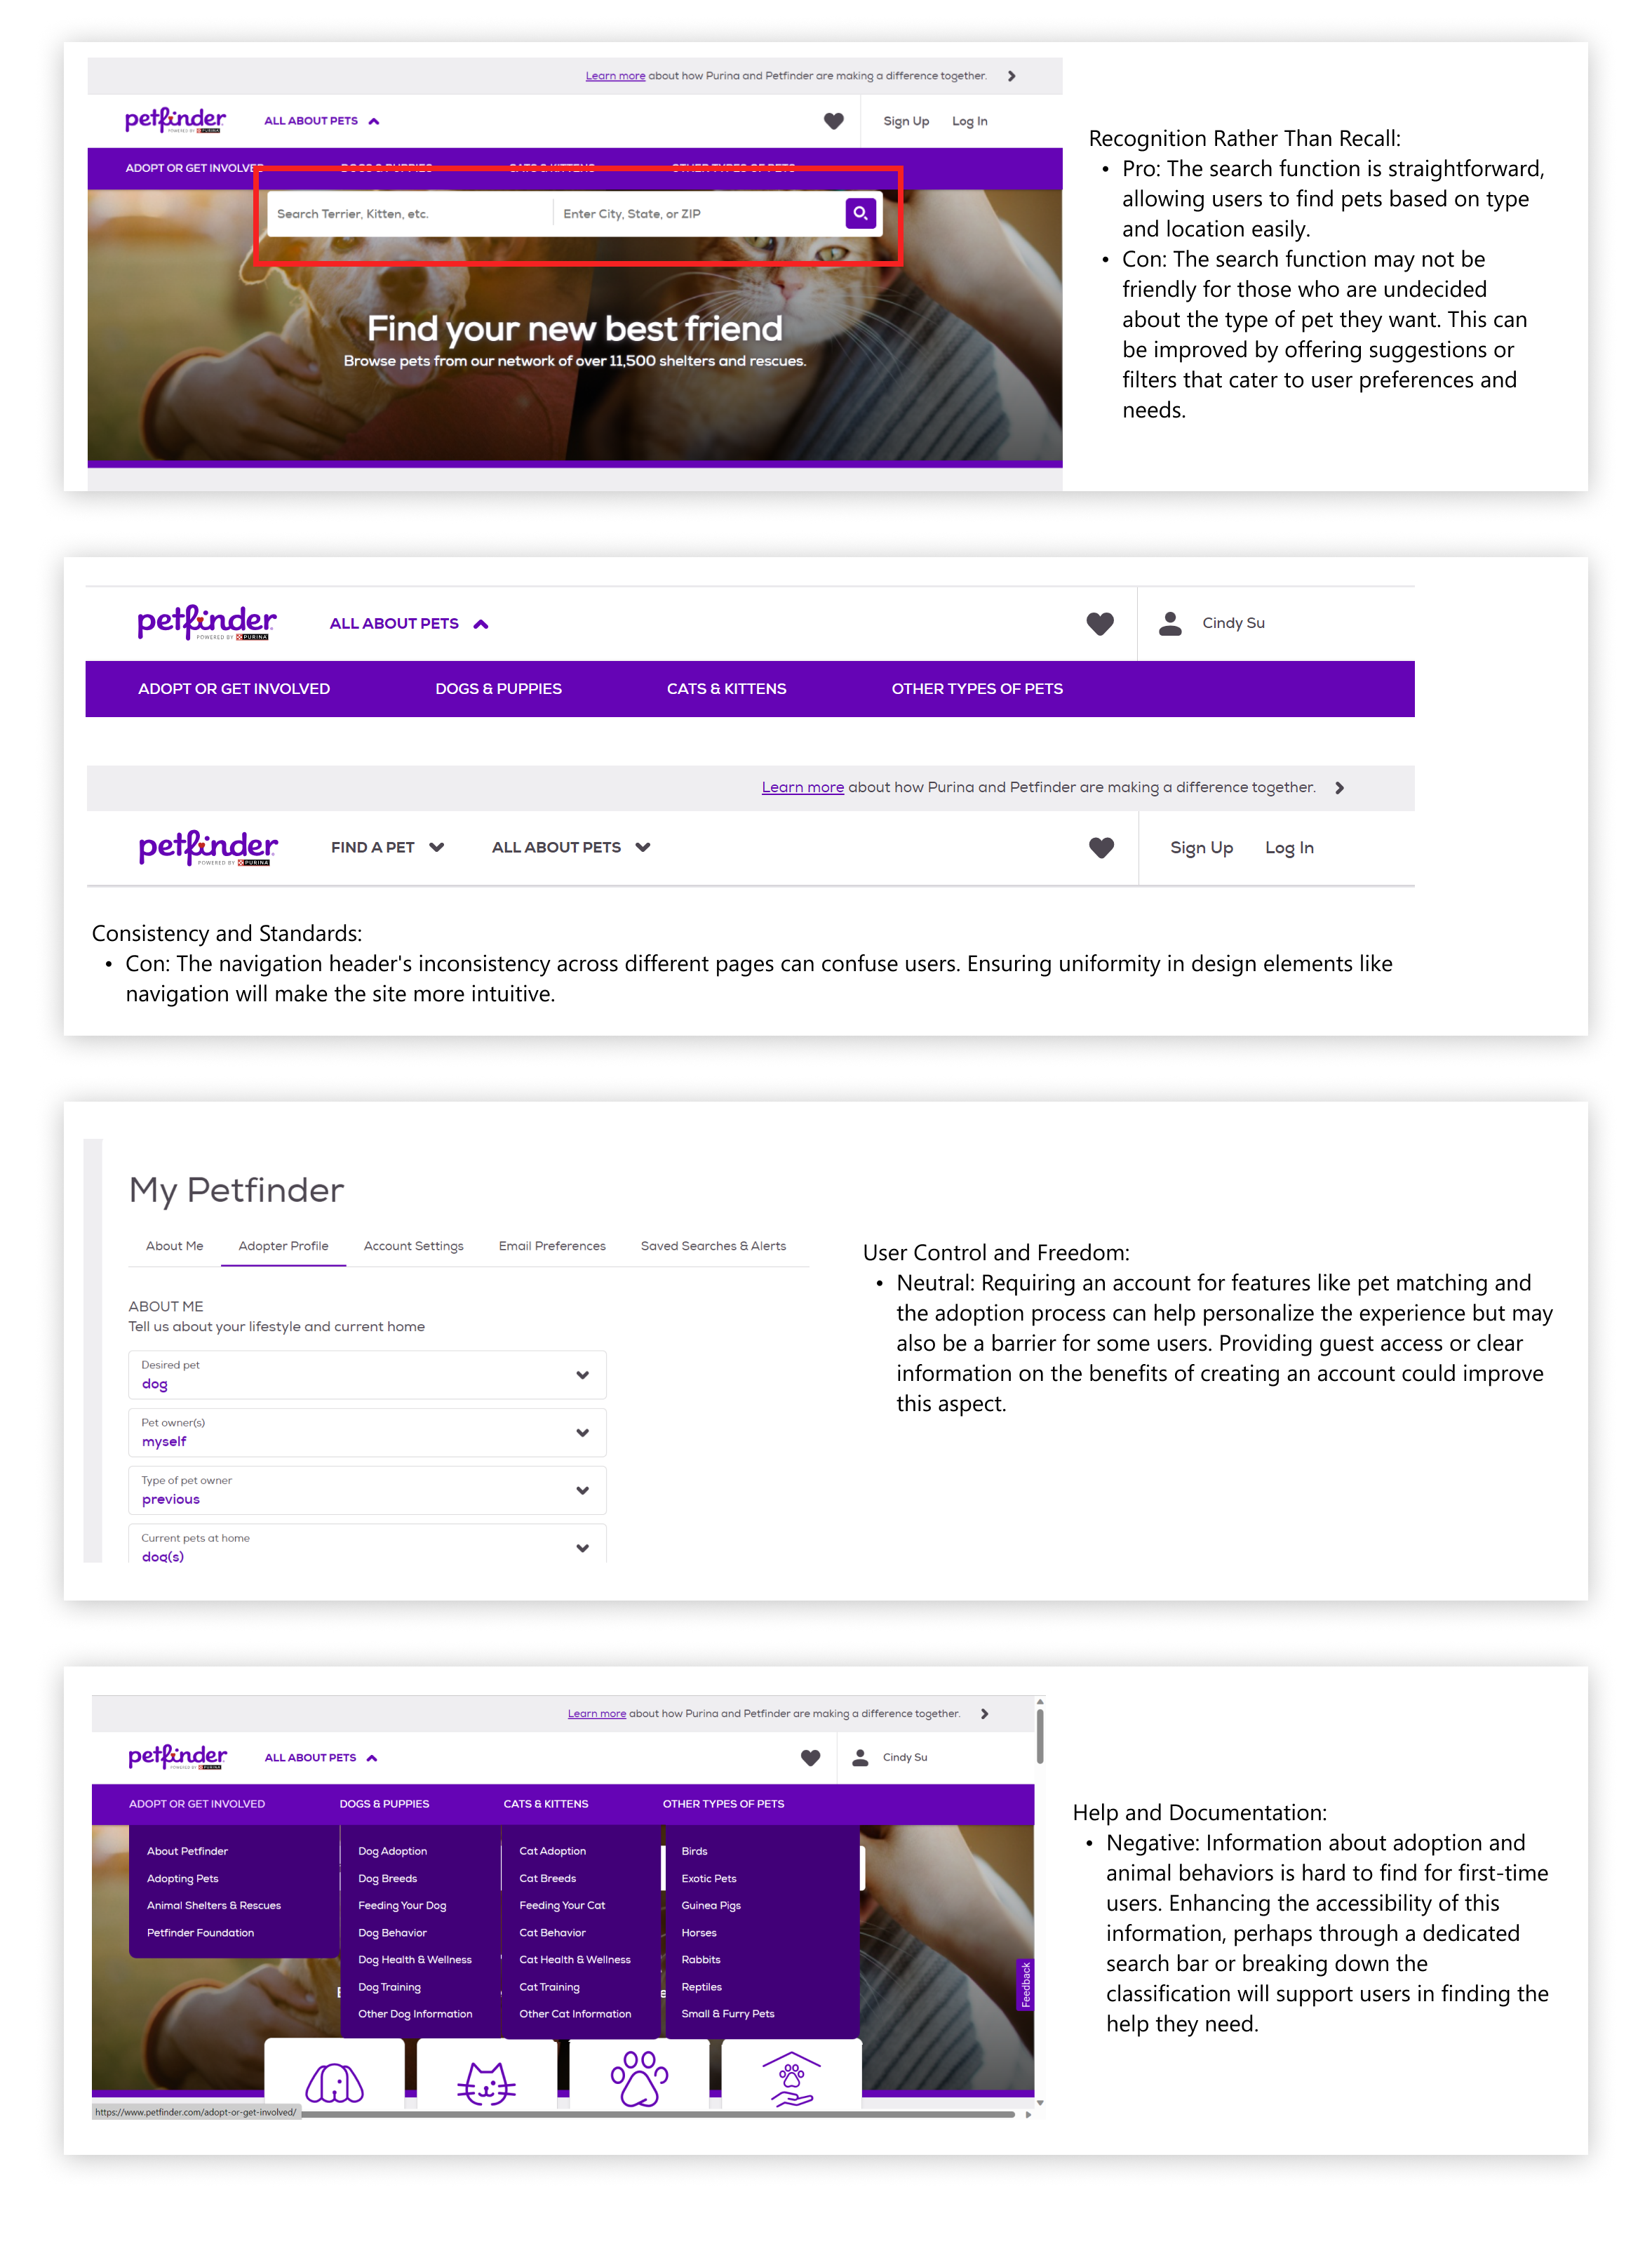 Learn more about how Purina and Petfinder are making a difference together.
petfinder
POWERED BY PURINA
ALL ABOUT PETS
Sign Up
Log In
ADOPT OR GET INVOLVED
DOGS & PUPPIES
CATS & KITTENS
OTHER TYPES OF PETS
Search Terrier, Kitten, etc.
Enter City, State, or ZIP
Find your new best friend
Browse pets from our network of over 11,500 shelters and rescues.
Recognition Rather Than Recall:
• Pro: The search function is straightforward,
allowing users to find pets based on type
and location easily.
• Con: The search function may not be
friendly for those who are undecided
about the type of pet they want. This can
be improved by offering suggestions or
filters that cater to user preferences and
needs.
petfinder
POWERED BY PURINA
ALL ABOUT PETS
Cindy Su
ADOPT OR GET INVOLVED
DOGS & PUPPIES
CATS & KITTENS
OTHER TYPES OF PETS
Learn more about how Purina and Petfinder are making a difference together.
petfinder
POWERED BY PURINA
FIND A PET
ALL ABOUT PETS
Sign Up
Log In
Consistency and Standards:
• Con: The navigation header's inconsistency across different pages can confuse users. Ensuring uniformity in design elements like
navigation will make the site more intuitive.
My Petfinder
About Me
Adopter Profile
Account Settings
Email Preferences
Saved Searches & Alerts
ABOUT ME
Tell us about your lifestyle and current home
Desired pet
dog
Pet owner(s)
myself
Type of pet owner
previous
Current pets at home
dog(s)
User Control and Freedom:
• Neutral: Requiring an account for features like pet matching and
the adoption process can help personalize the experience but may
also be a barrier for some users. Providing guest access or clear
information on the benefits of creating an account could improve
this aspect.
Learn more about how Purina and Petfinder are making a difference together.
petfinder
POWERED BY PURINA
ALL ABOUT PETS
Cindy Su
ADOPT OR GET INVOLVED
DOGS & PUPPIES
CATS & KITTENS
OTHER TYPES OF PETS
About Petfinder
Adopting Pets
Animal Shelters & Rescues
Petfinder Foundation
Dog Adoption
Dog Breeds
Feeding Your Dog
Dog Behavior
Dog Health & Wellness
Dog Training
Other Dog Information
Cat Adoption
Cat Breeds
Feeding Your Cat
Cat Behavior
Cat Health & Wellness
Cat Training
Other Cat Information
Birds
Exotic Pets
Guinea Pigs
Horses
Rabbits
Reptiles
Small & Furry Pets
Feedback
https://www.petfinder.com/adopt-or-get-involved/
Help and Documentation:
• Negative: Information about adoption and
animal behaviors is hard to find for first-time
users. Enhancing the accessibility of this
information, perhaps through a dedicated
search bar or breaking down the
classification will support users in finding the
help they need.